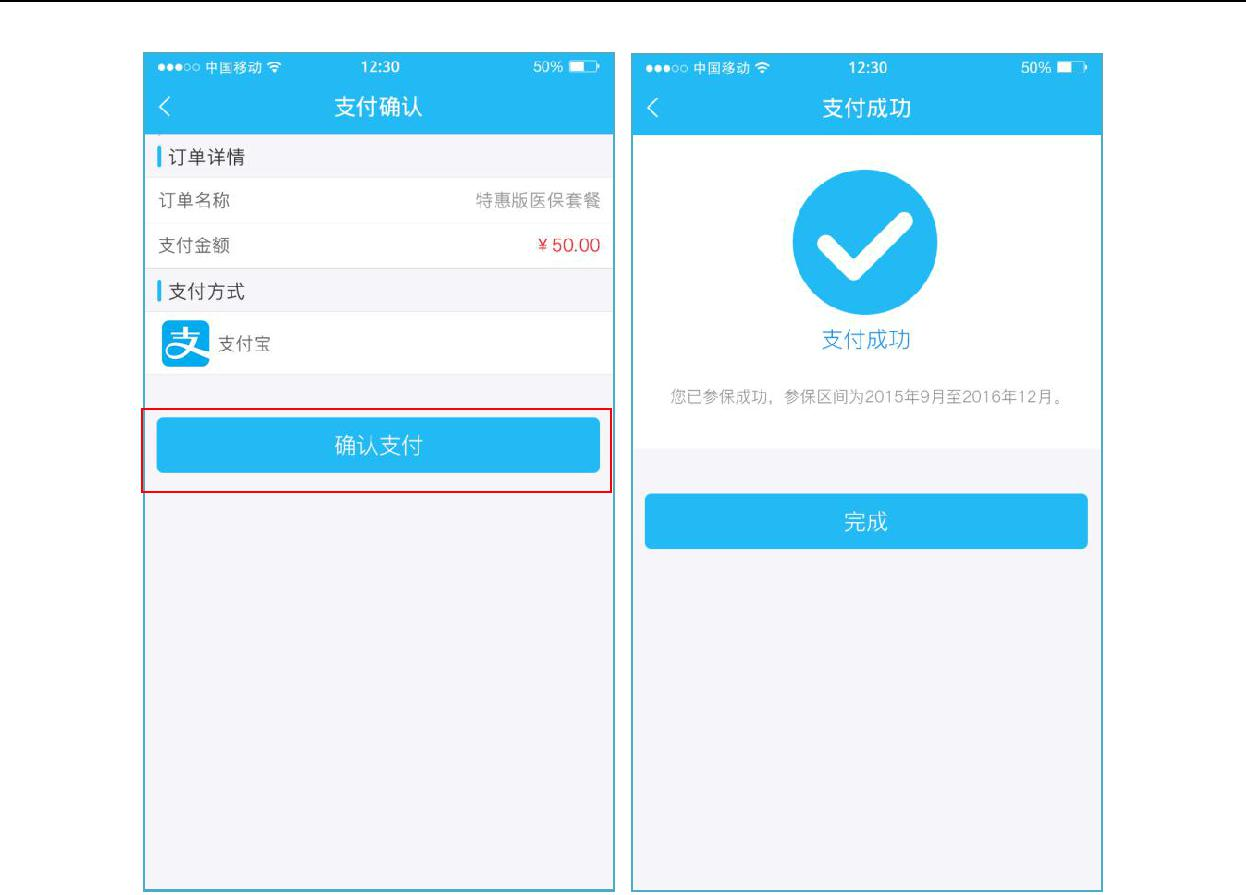 中国移动 12:30 50%
支付确认
订单详情
订单名称 特惠版医保套餐
支付金额 ¥50.00
支付方式
支 支付宝
确认支付
中国移动 12:30 50%
支付成功
支付成功
您已参保成功，参保区间为2015年9月至2016年12月。
完成